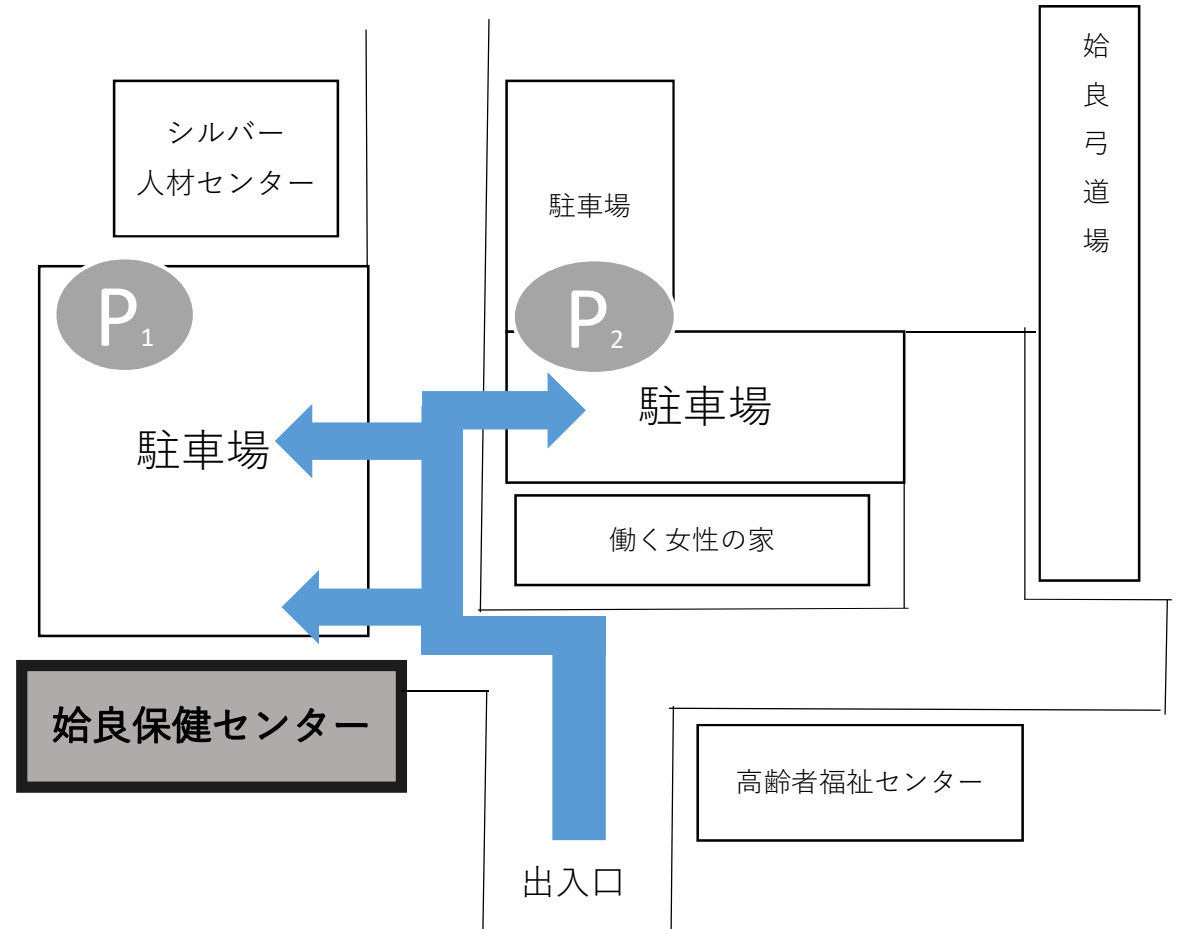 シルバー
人材センター
姶良弓道場
駐車場
P1
P2
駐車場
駐車場
働く女性の家
姶良保健センター
高齢者福祉センター
出入口